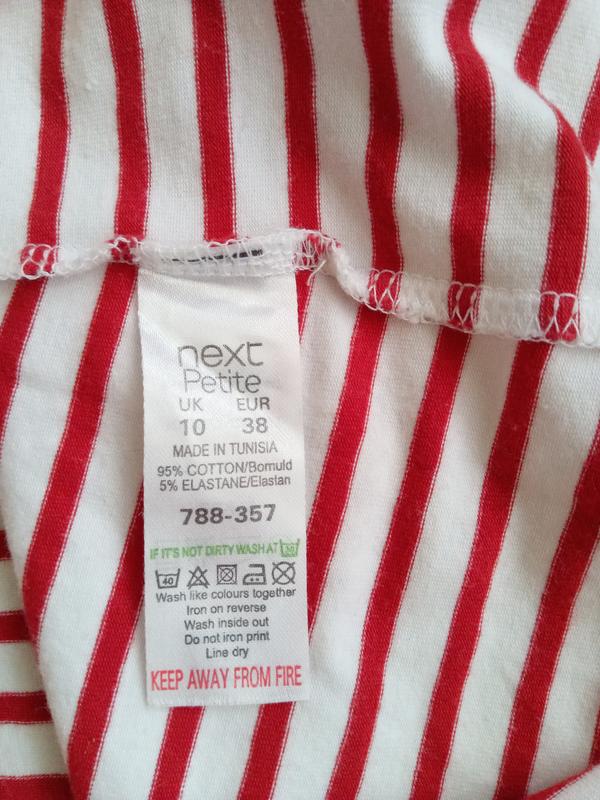 next
Petite
UK EUR
10 38
MADE IN TUNISIA
95% COTTON/Bomuld
5% ELASTANE/Elastan
788-357
IF IT'S NOT DIRTY WASH AT 30
40
Wash like colours together
Iron on reverse
Wash inside out
Do not iron print
Line dry
KEEP AWAY FROM FIRE